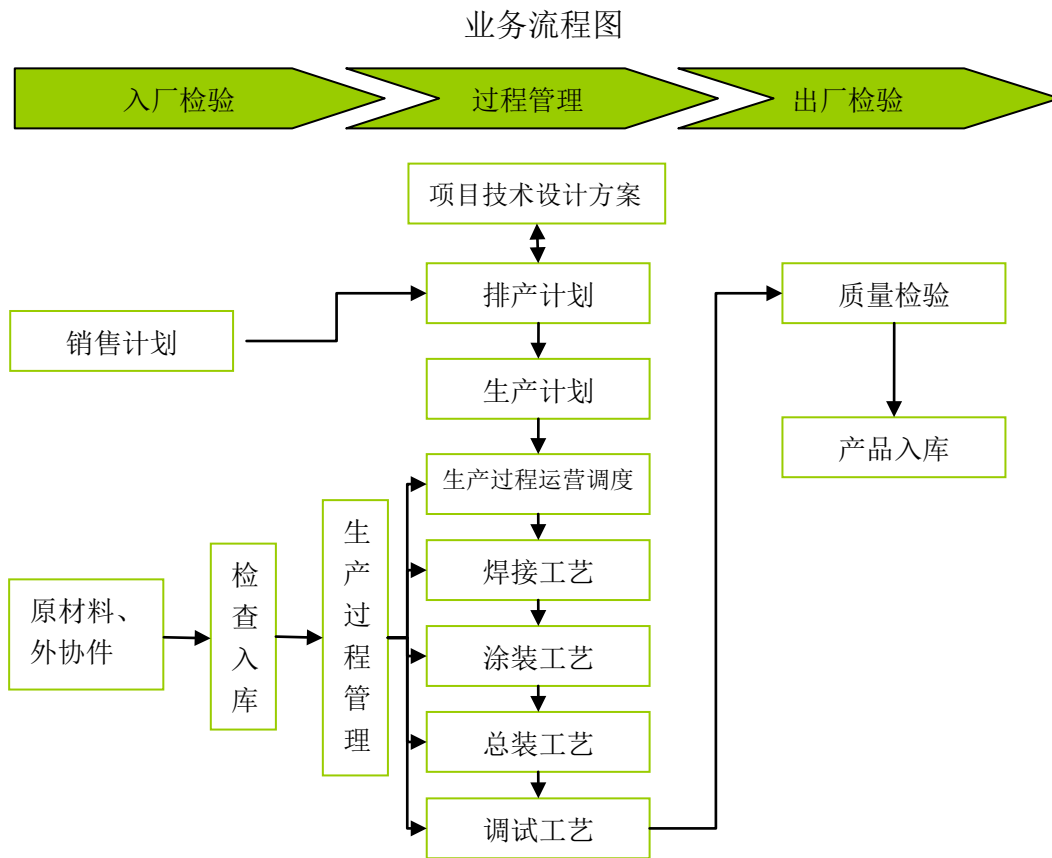 业务流程图
入厂检验
过程管理
出厂检验
项目技术设计方案
排产计划
质量检验
销售计划
生产计划
产品入库
生产过程运营调度
原材料、
外协件
检查入库
生产过程管理
焊接工艺
涂装工艺
总装工艺
调试工艺